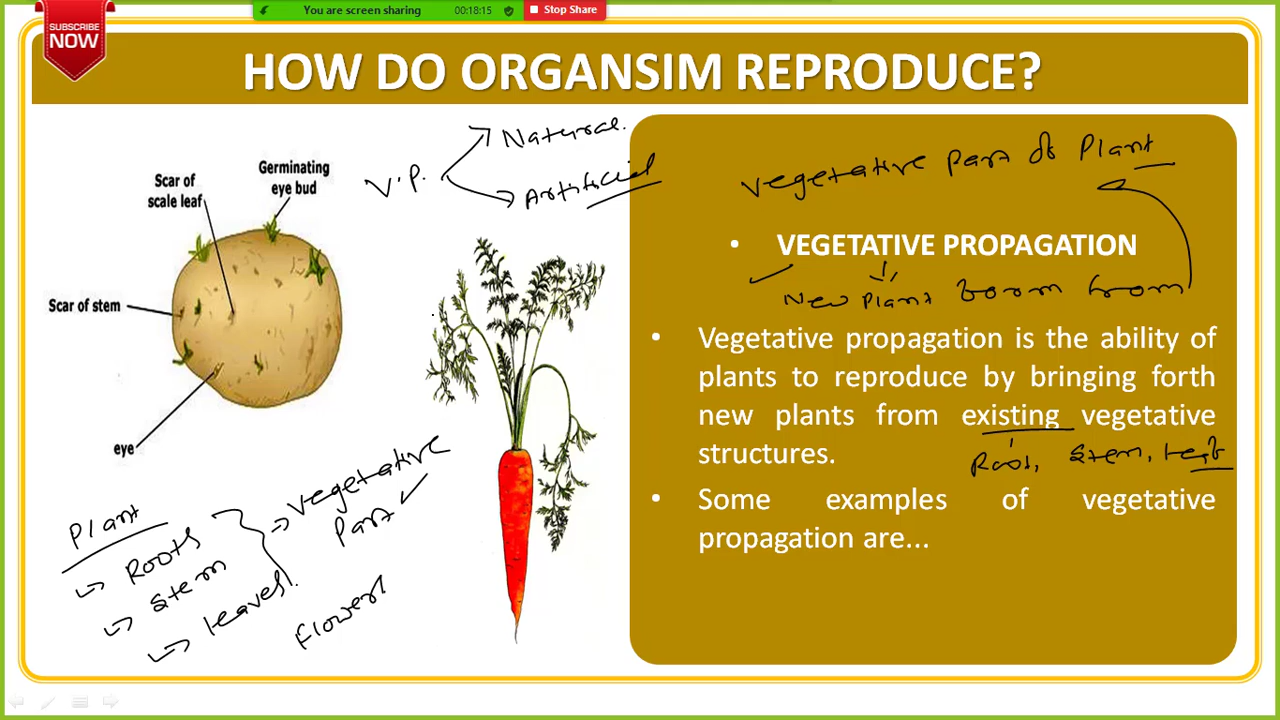 You are screen sharing
00:18:15
Stop Share
SUBSCRIBE
NOW
HOW DO ORGANSIM REPRODUCE?
Germinating
eye bud
Scar of
scale leaf
Scar of stem
eye
V.P.
Natural.
Artificial
Plant
Roots
Stem
leaves.
Vegetative
Part
Flower
Vegetative Part of Plant
• VEGETATIVE PROPAGATION
New Plant born from
• Vegetative propagation is the ability of
plants to reproduce by bringing forth
new plants from existing vegetative
structures.
Root, Stem, leaf
• Some examples of vegetative
propagation are...